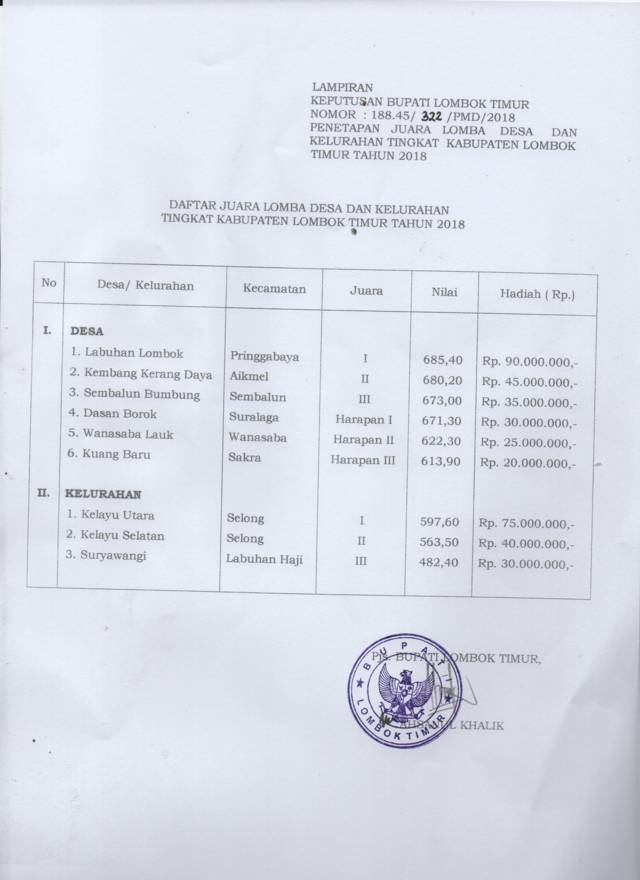 LAMPIRAN
KEPUTUSAN BUPATI LOMBOK TIMUR
NOMOR : 188.45/ 322 /PMD/2018
PENETAPAN JUARA LOMBA DESA DAN
KELURAHAN TINGKAT KABUPATEN LOMBOK
TIMUR TAHUN 2018
DAFTAR JUARA LOMBA DESA DAN KELURAHAN
TINGKAT KABUPATEN LOMBOK TIMUR TAHUN 2018
No Desa/ Kelurahan Kecamatan Juara Nilai Hadiah ( Rp.)
I. DESA
1. Labuhan Lombok Pringgabaya I 685,40 Rp. 90.000.000,-
2. Kembang Kerang Daya Aikmel II 680,20 Rp. 45.000.000,-
3. Sembalun Bumbung Sembalun III 673,00 Rp. 35.000.000,-
4. Dasan Borok Suralaga Harapan I 671,30 Rp. 30.000.000,-
5. Wanasaba Lauk Wanasaba Harapan II 622,30 Rp. 25.000.000,-
6. Kuang Baru Sakra Harapan III 613,90 Rp. 20.000.000,-
II. KELURAHAN
1. Kelayu Utara Selong I 597,60 Rp. 75.000.000,-
2. Kelayu Selatan Selong II 563,50 Rp. 40.000.000,-
3. Suryawangi Labuhan Haji III 482,40 Rp. 30.000.000,-
Pjs. BUPATI LOMBOK TIMUR,
BUPATI
LOMBOK TIMUR
KHALIK